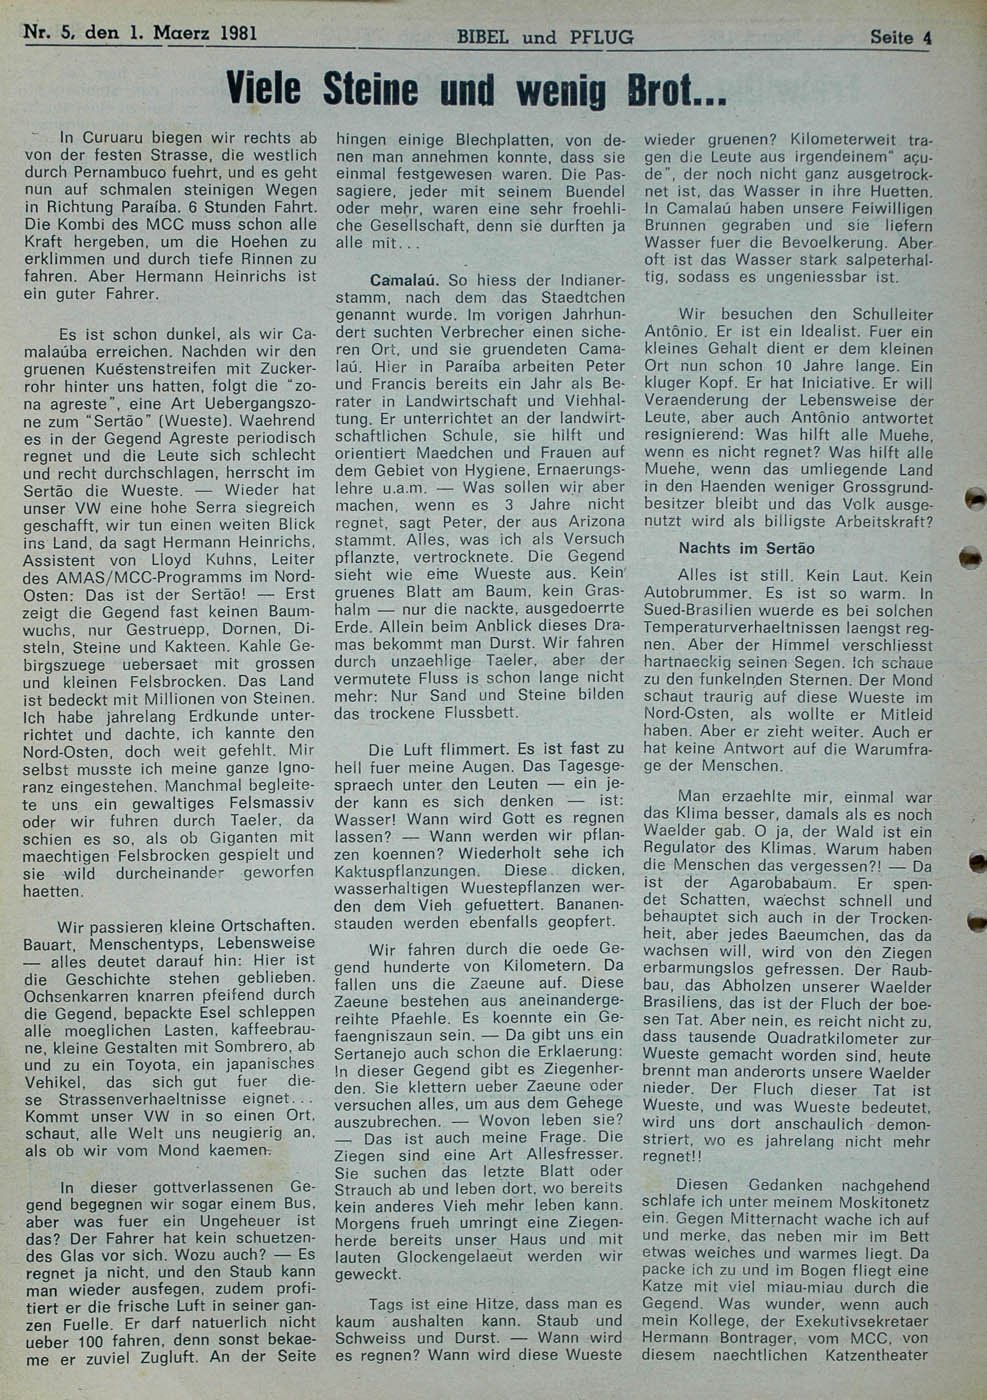 Nr. 5, den 1. Maerz 1981 BIBEL und PFLUG Seite 4
Viele Steine und wenig Brot...
In Curuaru biegen wir rechts ab
von der festen Strasse, die westlich
durch Pernambuco fuehrt, und es geht
nun auf schmalen steinigen Wegen
in Richtung Paraíba. 6 Stunden Fahrt.
Die Kombi des MCC muss schon alle
Kraft hergeben, um die Hoehen zu
erklimmen und durch tiefe Rinnen zu
fahren. Aber Hermann Heinrichs ist
ein guter Fahrer.
Es ist schon dunkel, als wir Ca-
malaúba erreichen. Nachden wir den
gruenen Kuéstenstreifen mit Zucker-
rohr hinter uns hatten, folgt die "zo-
na agreste", eine Art Uebergangszo-
ne zum "Sertão" (Wueste). Waehrend
es in der Gegend Agreste periodisch
regnet und die Leute sich schlecht
und recht durchschlagen, herrscht im
Sertão die Wueste. — Wieder hat
unser VW eine hohe Serra siegreich
geschafft, wir tun einen weiten Blick
ins Land, da sagt Hermann Heinrichs,
Assistent von Lloyd Kuhns, Leiter
des AMAS/MCC-Programms im Nord-
Osten: Das ist der Sertão! — Erst
zeigt die Gegend fast keinen Baum-
wuchs, nur Gestruepp, Dornen, Di-
steln, Steine und Kakteen. Kahle Ge-
birgszuege uebersaet mit grossen
und kleinen Felsbrocken. Das Land
ist bedeckt mit Millionen von Steinen.
Ich habe jahrelang Erdkunde unter-
richtet und dachte, ich kannte den
Nord-Osten, doch weit gefehlt. Mir
selbst musste ich meine ganze Igno-
ranz eingestehen. Manchmal begleite-
te uns ein gewaltiges Felsmassiv
oder wir fuhren durch Taeler, da
schien es so, als ob Giganten mit
maechtigen Felsbrocken gespielt und
sie wild durcheinander geworfen
haetten.
Wir passieren kleine Ortschaften.
Bauart, Menschentyps, Lebensweise
— alles deutet darauf hin: Hier ist
die Geschichte stehen geblieben.
Ochsenkarren knarren pfeifend durch
die Gegend, bepackte Esel schleppen
alle moeglichen Lasten, kaffeebrau-
ne, kleine Gestalten mit Sombrero, ab
und zu ein Toyota, ein japanisches
Vehikel, das sich gut fuer die-
se Strassenverhaeltnisse eignet...
Kommt unser VW in so einen Ort,
schaut, alle Welt uns neugierig an,
als ob wir vom Mond kaemen.
In dieser gottverlassenen Ge-
gend begegnen wir sogar einem Bus,
aber was fuer ein Ungeheuer ist
das? Der Fahrer hat kein schuetzen-
des Glas vor sich. Wozu auch? — Es
regnet ja nicht, und den Staub kann
man wieder ausfegen, zudem profi-
tiert er die frische Luft in seiner gan-
zen Fuelle. Er darf natuerlich nicht
ueber 100 fahren, denn sonst bekae-
me er zuviel Zugluft. An der Seite
hingen einige Blechplatten, von de-
nen man annehmen konnte, dass sie
einmal festgewesen waren. Die Pas-
sagiere, jeder mit seinem Buendel
oder mehr, waren eine sehr froehli-
che Gesellschaft, denn sie durften ja
alle mit...
Camalaú. So hiess der Indianer-
stamm, nach dem das Staedtchen
genannt wurde. Im vorigen Jahrhun-
dert suchten Verbrecher einen siche-
ren Ort, und sie gruendeten Cama-
laú. Hier in Paraíba arbeiten Peter
und Francis bereits ein Jahr als Be-
rater in Landwirtschaft und Viehhal-
tung. Er unterrichtet an der landwirt-
schaftlichen Schule, sie hilft und
orientiert Maedchen und Frauen auf
dem Gebiet von Hygiene, Ernaerungs-
lehre u.a.m. — Was sollen wir aber
machen, wenn es 3 Jahre nicht
regnet, sagt Peter, der aus Arizona
stammt. Alles, was ich als Versuch
pflanzte, vertrocknete. Die Gegend
sieht wie eine Wueste aus. Kein
gruenes Blatt am Baum, kein Gras-
halm — nur die nackte, ausgedoerrte
Erde. Allein beim Anblick dieses Dra-
mas bekommt man Durst. Wir fahren
durch unzaehlige Taeler, aber der
vermutete Fluss is schon lange nicht
mehr: Nur Sand und Steine bilden
das trockene Flussbett.
Die Luft flimmert. Es ist fast zu
hell fuer meine Augen. Das Tagesge-
spraech unter den Leuten — ein je-
der kann es sich denken — ist:
Wasser! Wann wird Gott es regnen
lassen? — Wann werden wir pflan-
zen koennen? Wiederholt sehe ich
Kaktuspflanzungen. Diese dicken,
wasserhaltigen Wuestepflanzen wer-
den dem Vieh gefuettert. Bananen-
stauden werden ebenfalls geopfert.
Wir fahren durch die oede Ge-
gend hunderte von Kilometern. Da
fallen uns die Zaeune auf. Diese
Zaeune bestehen aus aneinanderge-
reihte Pfaehle. Es koennte ein Ge-
faengniszaun sein. — Da gibt uns ein
Sertanejo auch schon die Erklaerung:
In dieser Gegend gibt es Ziegenher-
den. Sie klettern ueber Zaeune oder
versuchen alles, um aus dem Gehege
auszubrechen. — Wovon leben sie?
— Das ist auch meine Frage. Die
Ziegen sind eine Art Allesfresser.
Sie suchen das letzte Blatt oder
Strauch ab und leben dort, wo bereits
kein anderes Vieh mehr leben kann.
Morgens frueh umringt eine Ziegen-
herde bereits unser Haus und mit
lauten Glockengelaeut werden wir
geweckt.
Tags ist eine Hitze, dass man es
kaum aushalten kann. Staub und
Schweiss und Durst. — Wann wird
es regnen? Wann wird diese Wueste
wieder gruenen? Kilometerweit tra-
gen die Leute aus irgendeinem" açu-
de", der noch nicht ganz ausgetrock-
net ist, das Wasser in ihre Huetten.
In Camalaú haben unsere Feiwilligen
Brunnen gegraben und sie liefern
Wasser fuer die Bevoelkerung. Aber
oft ist das Wasser stark salpeterhal-
tig, sodass es ungeniessbar ist.
Wir besuchen den Schulleiter
Antônio. Er ist ein Idealist. Fuer ein
kleines Gehalt dient er dem kleinen
Ort nun schon 10 Jahre lange. Ein
kluger Kopf. Er hat Iniciative. Er will
Veraenderung der Lebensweise der
Leute, aber auch Antônio antwortet
resignierend: Was hilft alle Muehe,
wenn es nicht regnet? Was hilft alle
Muehe, wenn das umliegende Land
in den Haenden weniger Grossgrund-
besitzer bleibt und das Volk ausge-
nutzt wird als billigste Arbeitskraft?
Nachts im Sertão
Alles ist still. Kein Laut. Kein
Autobrummer. Es ist so warm. In
Sued-Brasilien wuerde es bei solchen
Temperaturverhaeltnissen laengst reg-
nen. Aber der Himmel verschliesst
hartnaeckig seinen Segen. Ich schaue
zu den funkelnden Sternen. Der Mond
schaut traurig auf diese Wueste im
Nord-Osten, als wollte er Mitleid
haben. Aber er zieht weiter. Auch er
hat keine Antwort auf die Warumfra-
ge der Menschen.
Man erzaehlte mir, einmal war
das Klima besser, damals als es noch
Waelder gab. O ja, der Wald ist ein
Regulator des Klimas. Warum haben
die Menschen das vergessen?! — Da
ist der Agarobabaum. Er spen-
det Schatten, waechst schnell und
behauptet sich auch in der Trocken-
heit, aber jedes Baeumchen, das da
wachsen will, wird von den Ziegen
erbarmungslos gefressen. Der Raub-
bau, das Abholzen unserer Waelder
Brasiliens, das ist der Fluch der boe-
sen Tat. Aber nein, es reicht nicht zu,
dass tausende Quadratkilometer zur
Wueste gemacht worden sind, heute
brennt man anderorts unsere Waelder
nieder. Der Fluch dieser Tat ist
Wueste, und was Wueste bedeutet,
wird uns dort anschaulich demon-
striert, wo es jahrelang nicht mehr
regnet!!
Diesen Gedanken nachgehend
schlafe ich unter meinem Moskitonetz
ein. Gegen Mitternacht wache ich auf
und merke, das neben mir im Bett
etwas weiches und warmes liegt. Da
packe ich zu und im Bogen fliegt eine
Katze mit viel miau-miau durch die
Gegend. Was wunder, wenn auch
mein Kollege, der Exekutivsekretaer
Hermann Bontrager, vom MCC, von
diesem naechtlichen Katzentheater